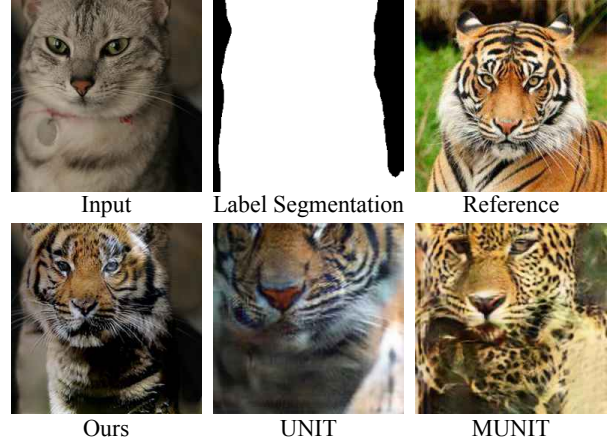 Input
Label Segmentation
Reference
Ours
UNIT
MUNIT